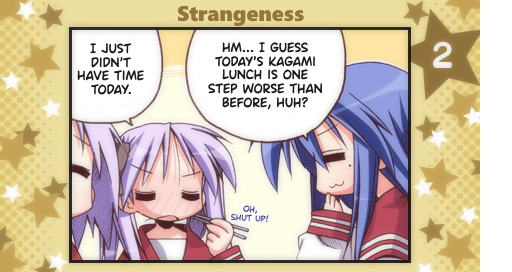 Strangeness
2
I JUST
DIDN'T
HAVE TIME
TODAY.
HM... I GUESS
TODAY'S KAGAMI
LUNCH IS ONE
STEP WORSE THAN
BEFORE, HUH?
OH,
SHUT UP!